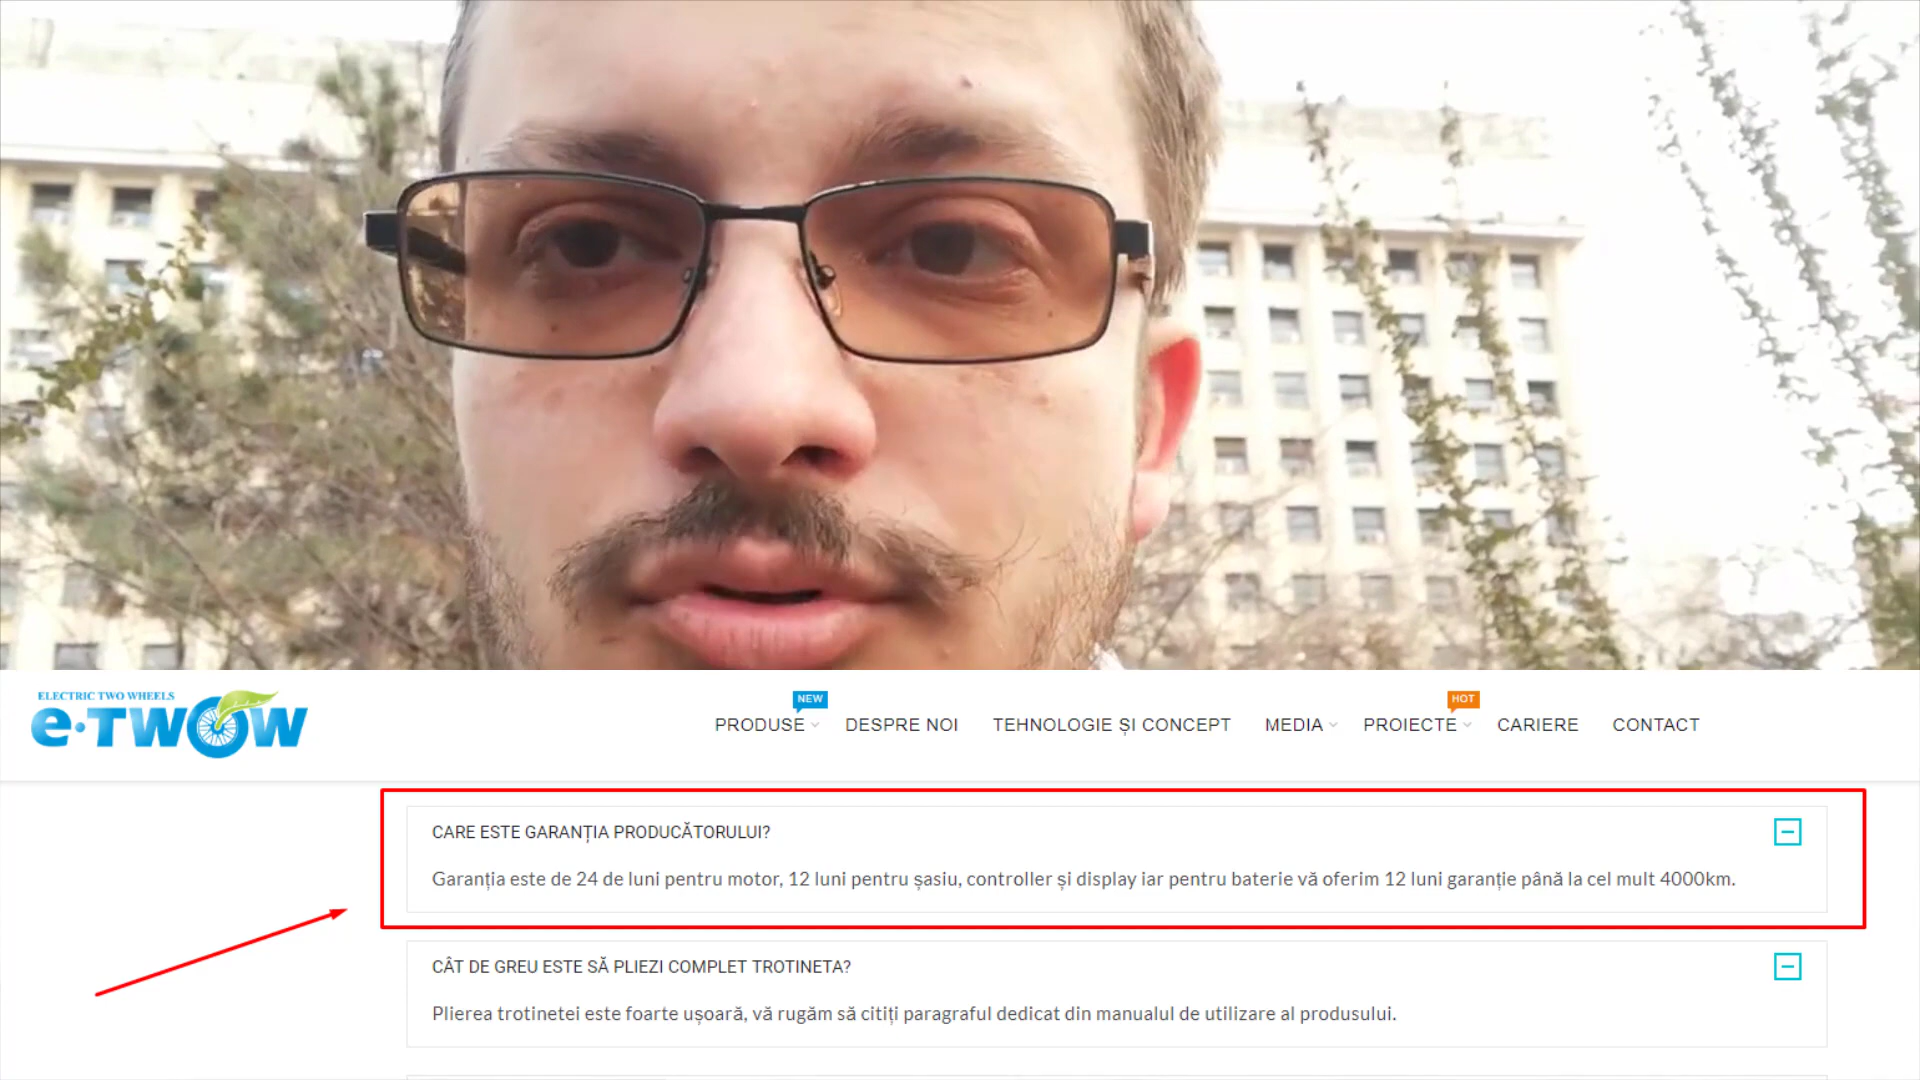 ELECTRIC TWO WHEELS
e·TWOW
NEW
HOT
PRODUSE DESPRE NOI TEHNOLOGIE ȘI CONCEPT MEDIA PROIECTE CARIERE CONTACT
CARE ESTE GARANȚIA PRODUCĂTORULUI?
Garanția este de 24 de luni pentru motor, 12 luni pentru șasiu, controller și display iar pentru baterie vă oferim 12 luni garanție până la cel mult 4000km.
CÂT DE GREU ESTE SĂ PLIEZI COMPLET TROTINETA?
Plierea trotinetei este foarte ușoară, vă rugăm să citiți paragraful dedicat din manualul de utilizare al produsului.